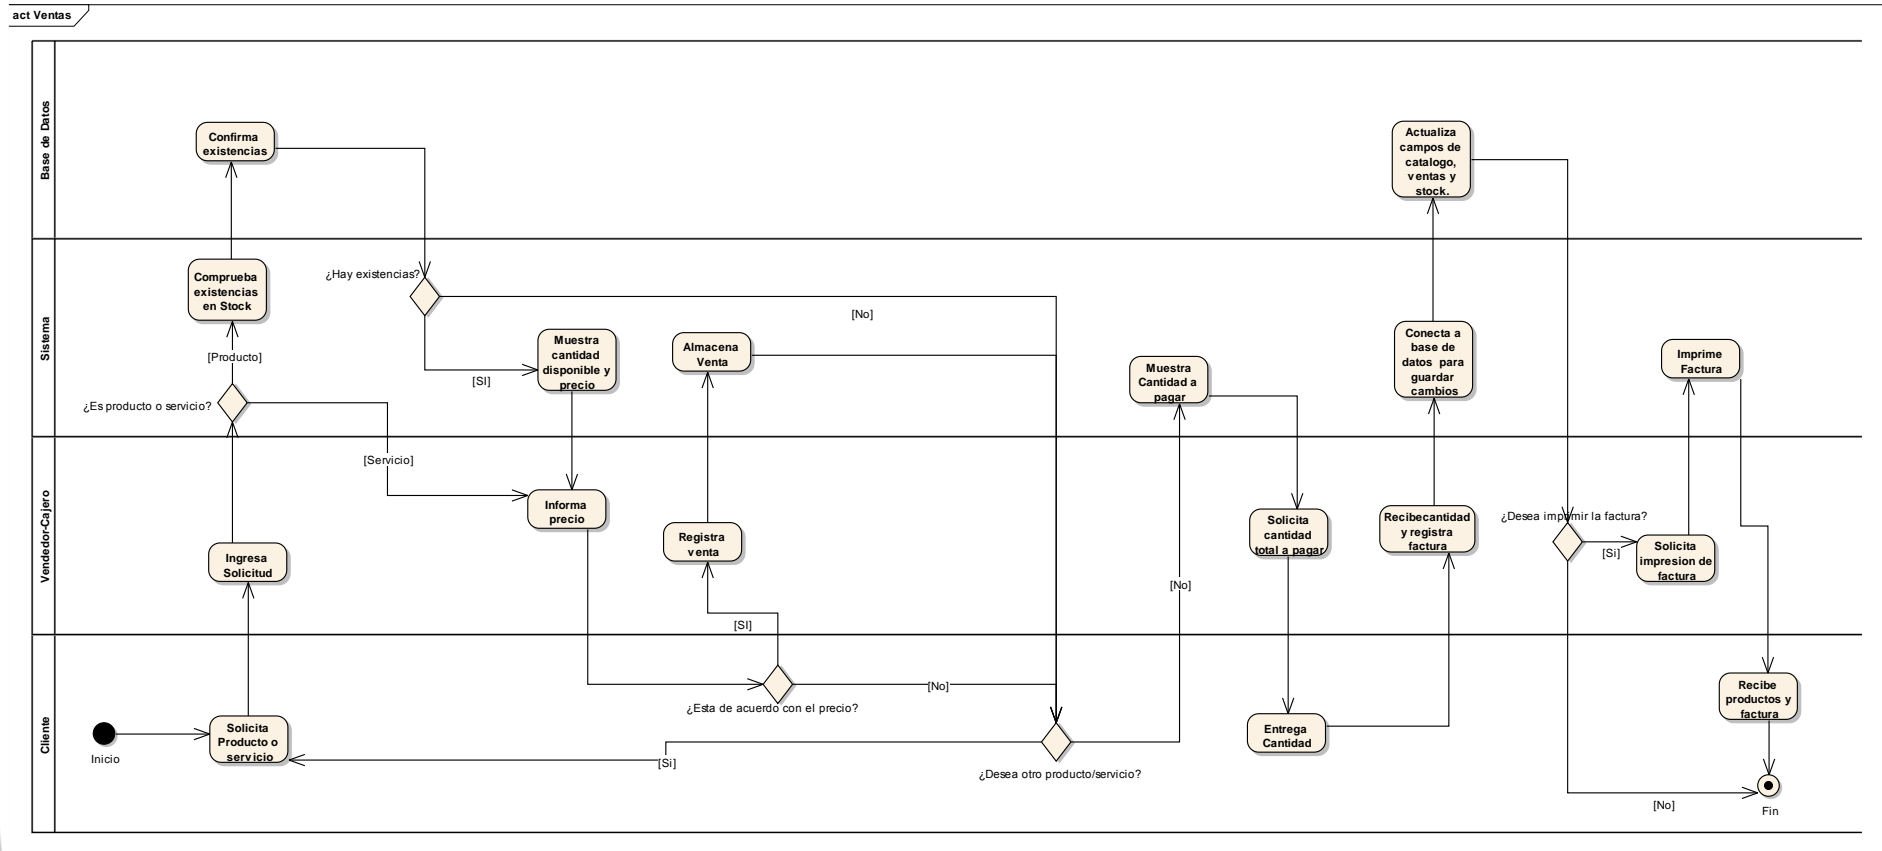 act Ventas
Base de Datos
Confirma
existencias
Actualiza
campos de
catalogo,
ventas y
stock.
Sistema
Comprueba
existencias
en Stock
¿Hay existencias?
[No]
[SI]
Muestra
cantidad
disponible y
precio
Almacena
Venta
[Producto]
¿Es producto o servicio?
Muestra
Cantidad a
pagar
Conecta a
base de
datos para
guardar
cambios
Imprime
Factura
Vendedor-Cajero
[Servicio]
Informa
precio
Ingresa
Solicitud
Registra
venta
[SI]
[No]
Solicita
cantidad
total a pagar
Recibecantidad
y registra
factura
¿Desea imprimir la factura?
[Si]
Solicita
impresion de
factura
Cliente
Inicio
Solicita
Producto o
servicio
¿Esta de acuerdo con el precio?
[No]
[Si]
¿Desea otro producto/servicio?
Entrega
Cantidad
Recibe
productos y
factura
[No]
Fin